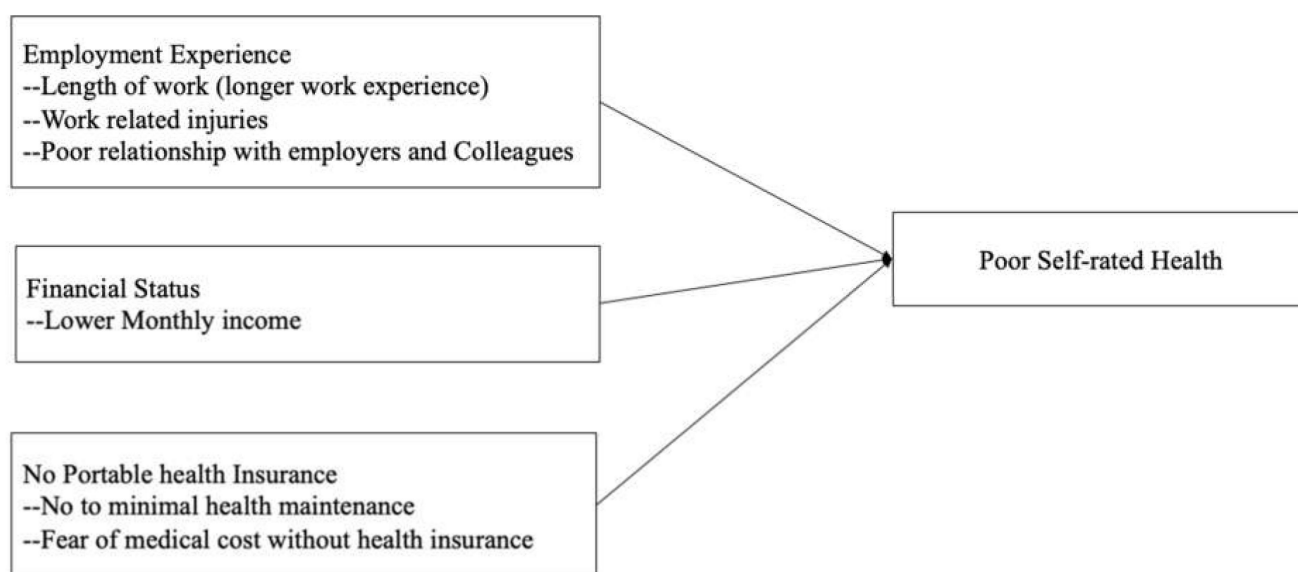 Employment Experience
--Length of work (longer work experience)
--Work related injuries
--Poor relationship with employers and Colleagues
Financial Status
--Lower Monthly income
No Portable health Insurance
--No to minimal health maintenance
--Fear of medical cost without health insurance
Poor Self-rated Health